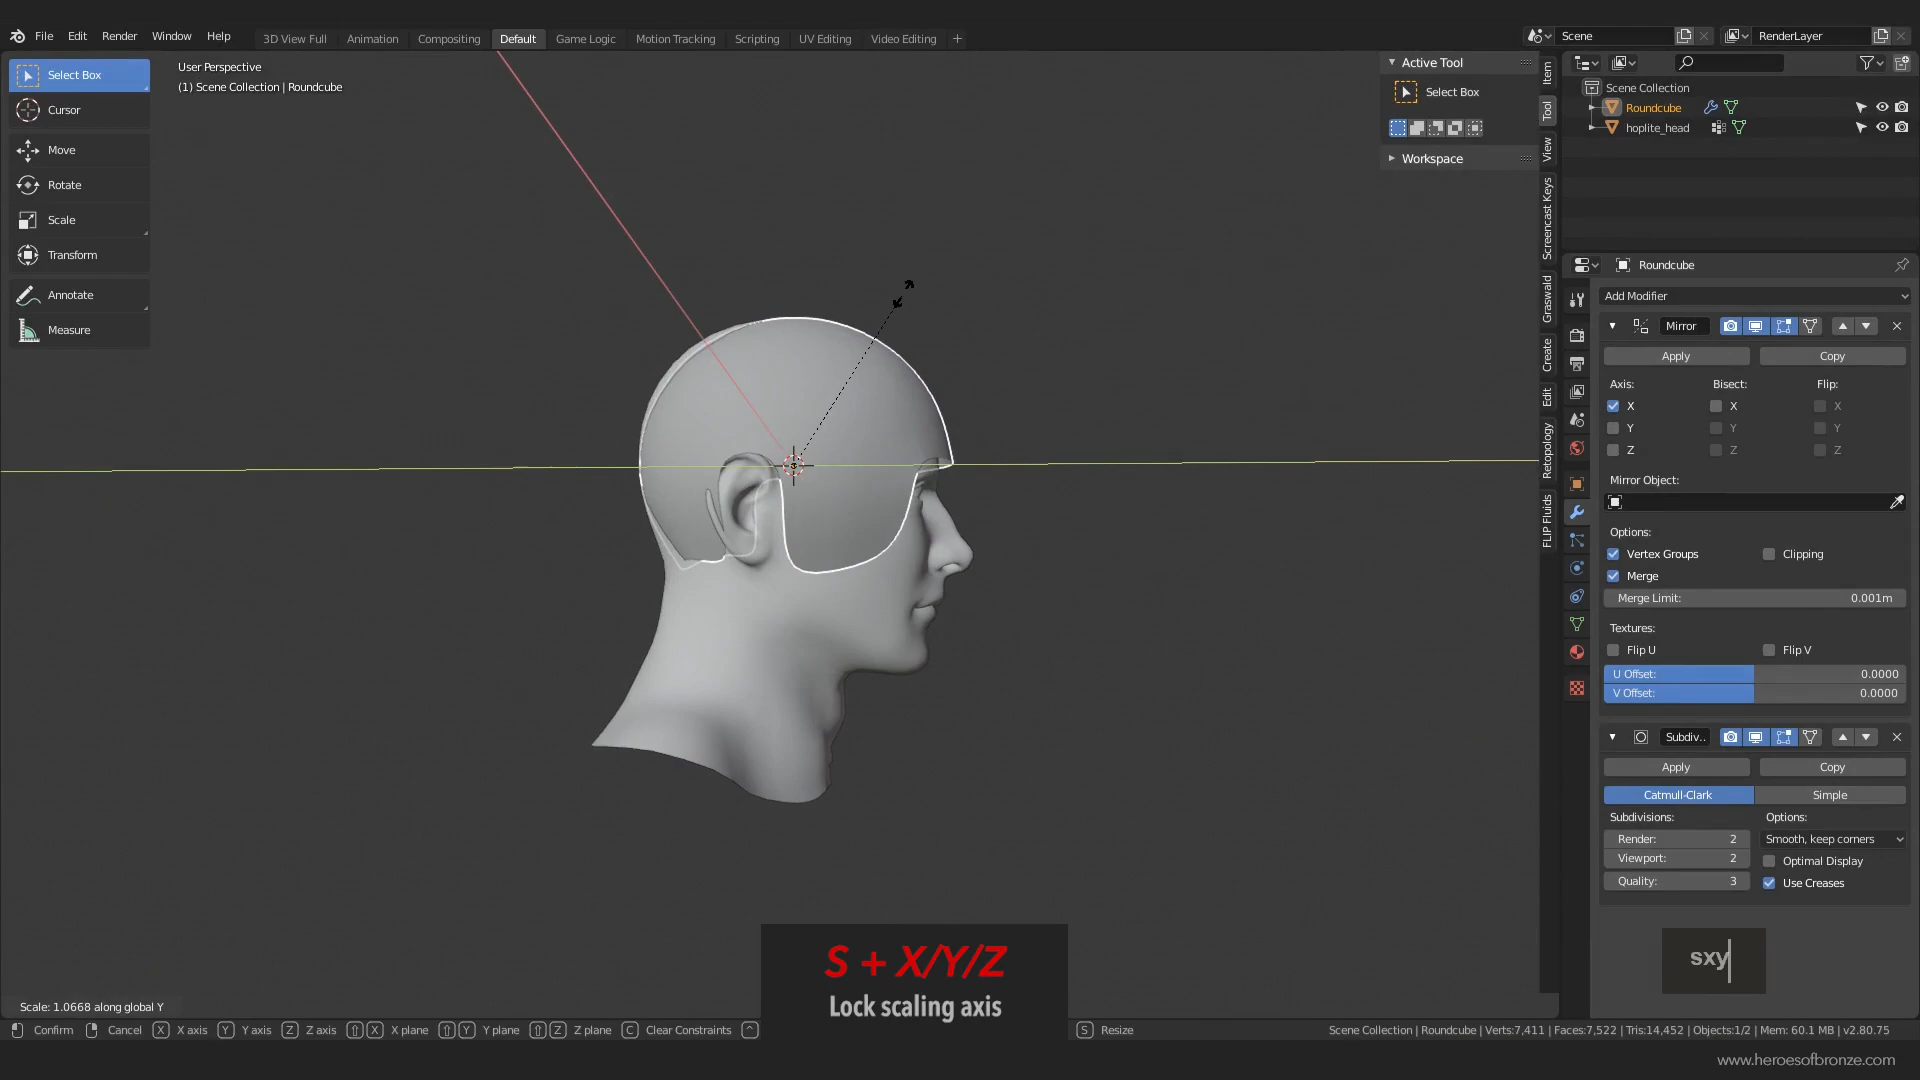 File Edit Render Window Help
3D View Full Animation Compositing Default Game Logic Motion Tracking Scripting UV Editing Video Editing +
Scene
RenderLayer
Select Box
Cursor
Move
Rotate
Scale
Transform
Annotate
Measure
User Perspective
(1) Scene Collection | Roundcube
Active Tool
Select Box
Workspace
Item
Tool
View
Screencast Keys
Graswald
Create
Edit
Retopology
FLIP Fluids
Scene Collection
Roundcube
hoplite_head
Roundcube
Add Modifier
Mirror
Apply Copy
Axis: Bisect: Flip:
X X X
Y Y Y
Z Z Z
Mirror Object:
Options:
Vertex Groups Clipping
Merge
Merge Limit: 0.001m
Textures:
Flip U Flip V
U Offset: 0.0000
V Offset: 0.0000
Subdiv..
Apply Copy
Catmull-Clark Simple
Subdivisions: Options:
Render: 2 Smooth, keep corners
Viewport: 2 Optimal Display
Quality: 3 Use Creases
sxy
S + X/Y/Z
Lock scaling axis
Scale: 1.0668 along global Y
Confirm Cancel X X axis Y Y axis Z Z axis X X plane Y Y plane Z Z plane C Clear Constraints ^ S Resize
Scene Collection | Roundcube | Verts:7,411 | Faces:7,522 | Tris:14,452 | Objects:1/2 | Mem: 60.1 MB | v2.80.75
www.heroesofbronze.com